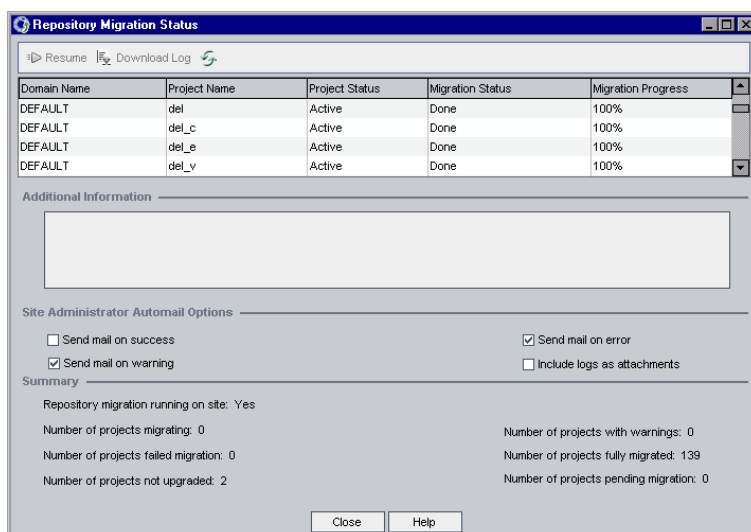 Repository Migration Status
Resume Download Log
Domain Name Project Name Project Status Migration Status Migration Progress
DEFAULT del Active Done 100%
DEFAULT del_c Active Done 100%
DEFAULT del_e Active Done 100%
DEFAULT del_v Active Done 100%
Additional Information
Site Administrator Automail Options
Send mail on success Send mail on error
Send mail on warning Include logs as attachments
Summary
Repository migration running on site: Yes
Number of projects migrating: 0 Number of projects with warnings: 0
Number of projects failed migration: 0 Number of projects fully migrated: 139
Number of projects not upgraded: 2 Number of projects pending migration: 0
Close Help